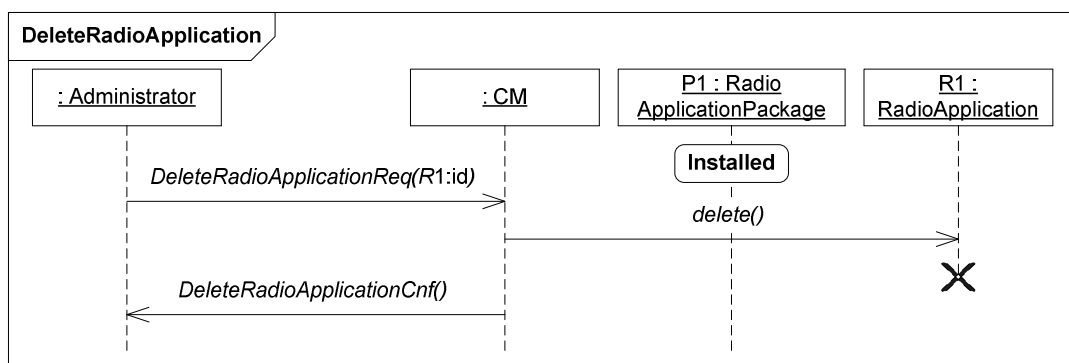 DeleteRadioApplication
: Administrator
: CM
P1 : Radio
ApplicationPackage
R1 :
RadioApplication
Installed
DeleteRadioApplicationReq(R1:id)
delete()
DeleteRadioApplicationCnf()